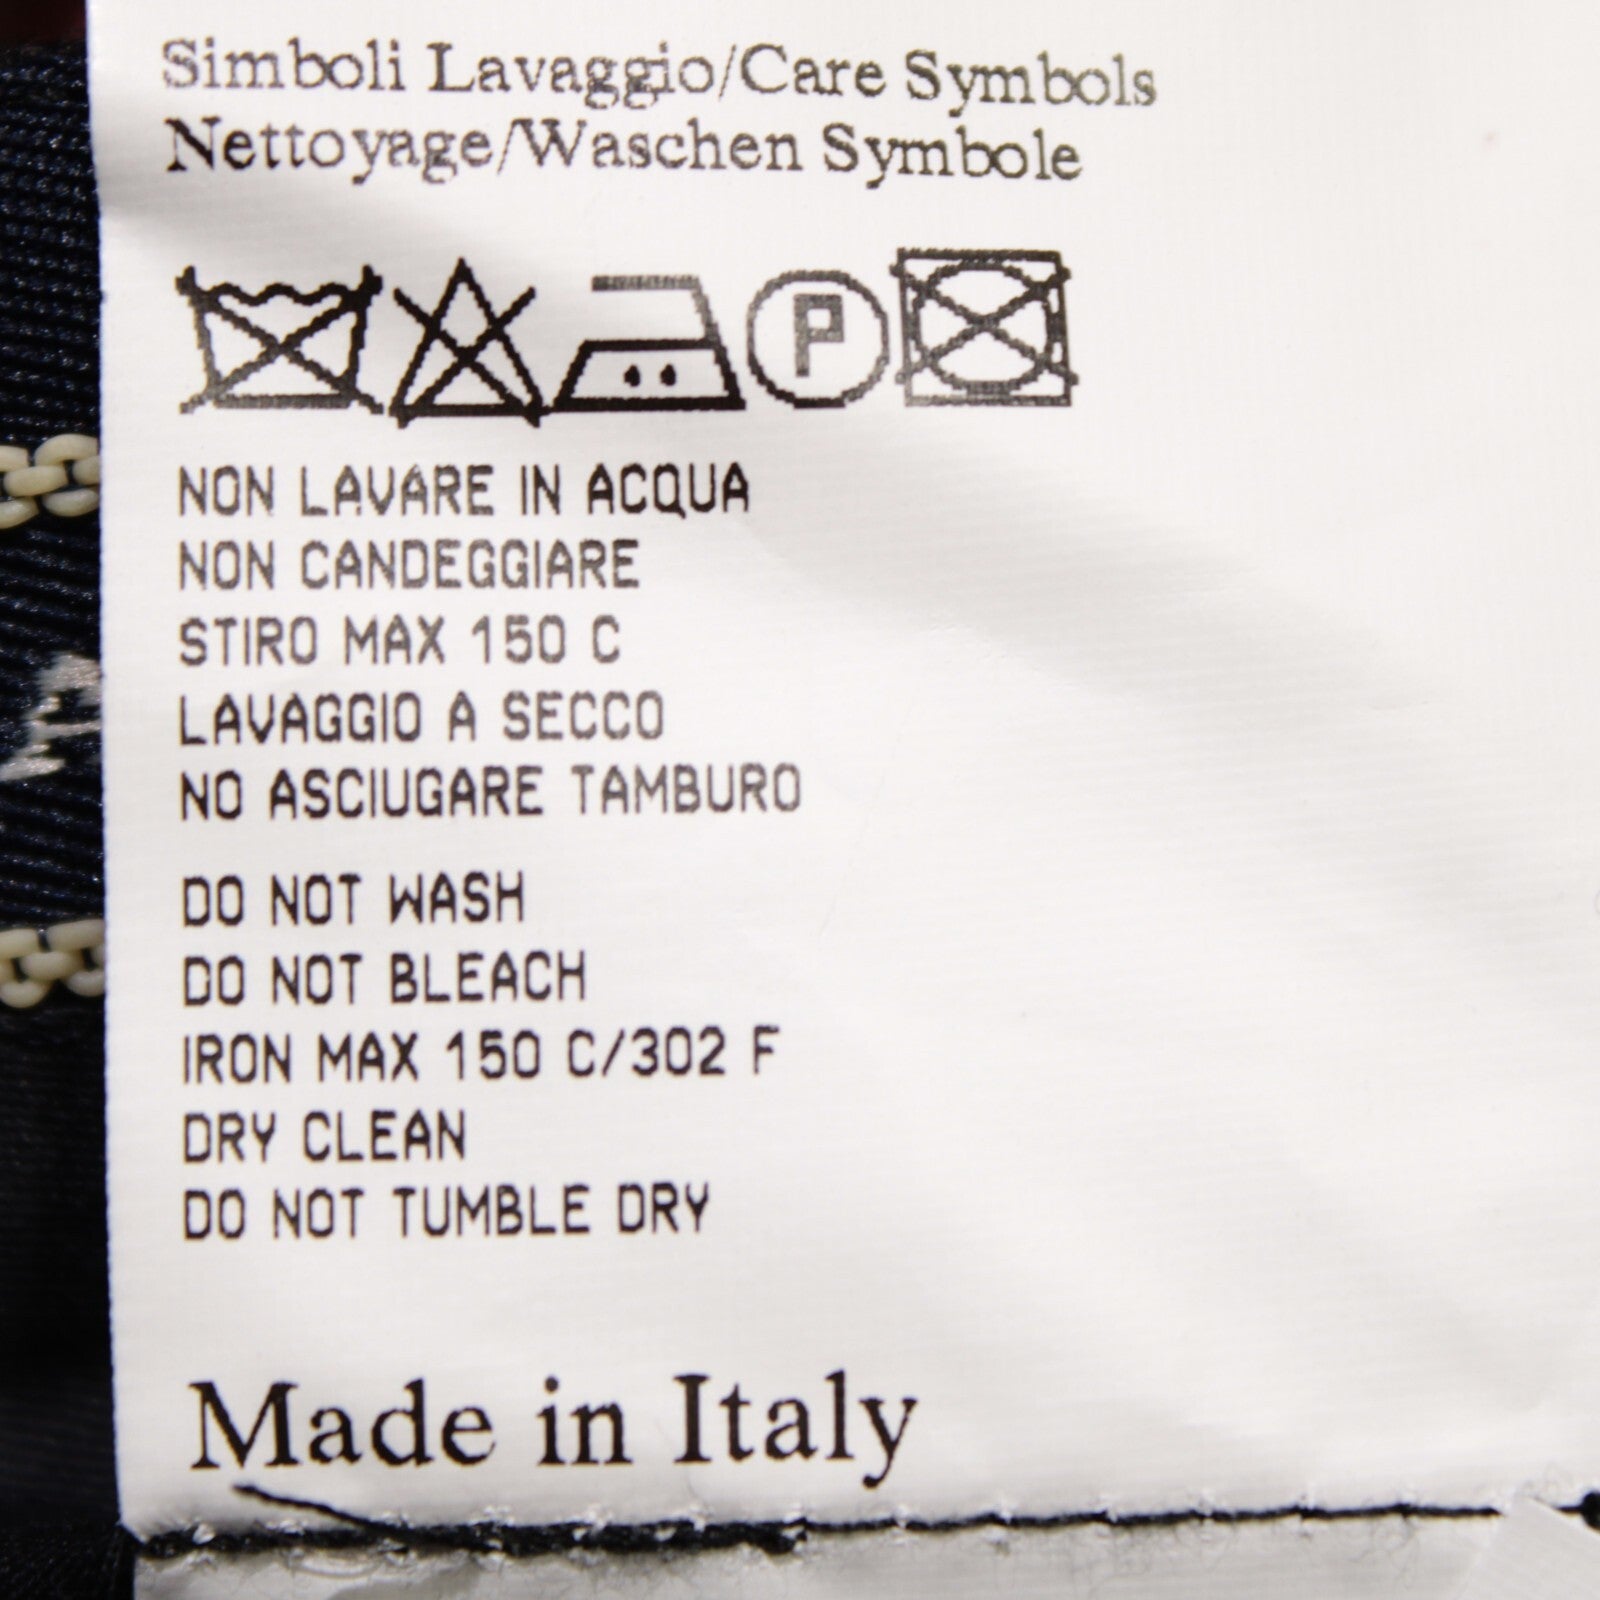 Simboli Lavaggio/Care Symbols
Nettoyage/Waschen Symbole
P
NON LAVARE IN ACQUA
NON CANDEGGIARE
STIRO MAX 150 C
LAVAGGIO A SECCO
NO ASCIUGARE TAMBURO
DO NOT WASH
DO NOT BLEACH
IRON MAX 150 C/302 F
DRY CLEAN
DO NOT TUMBLE DRY
Made in Italy